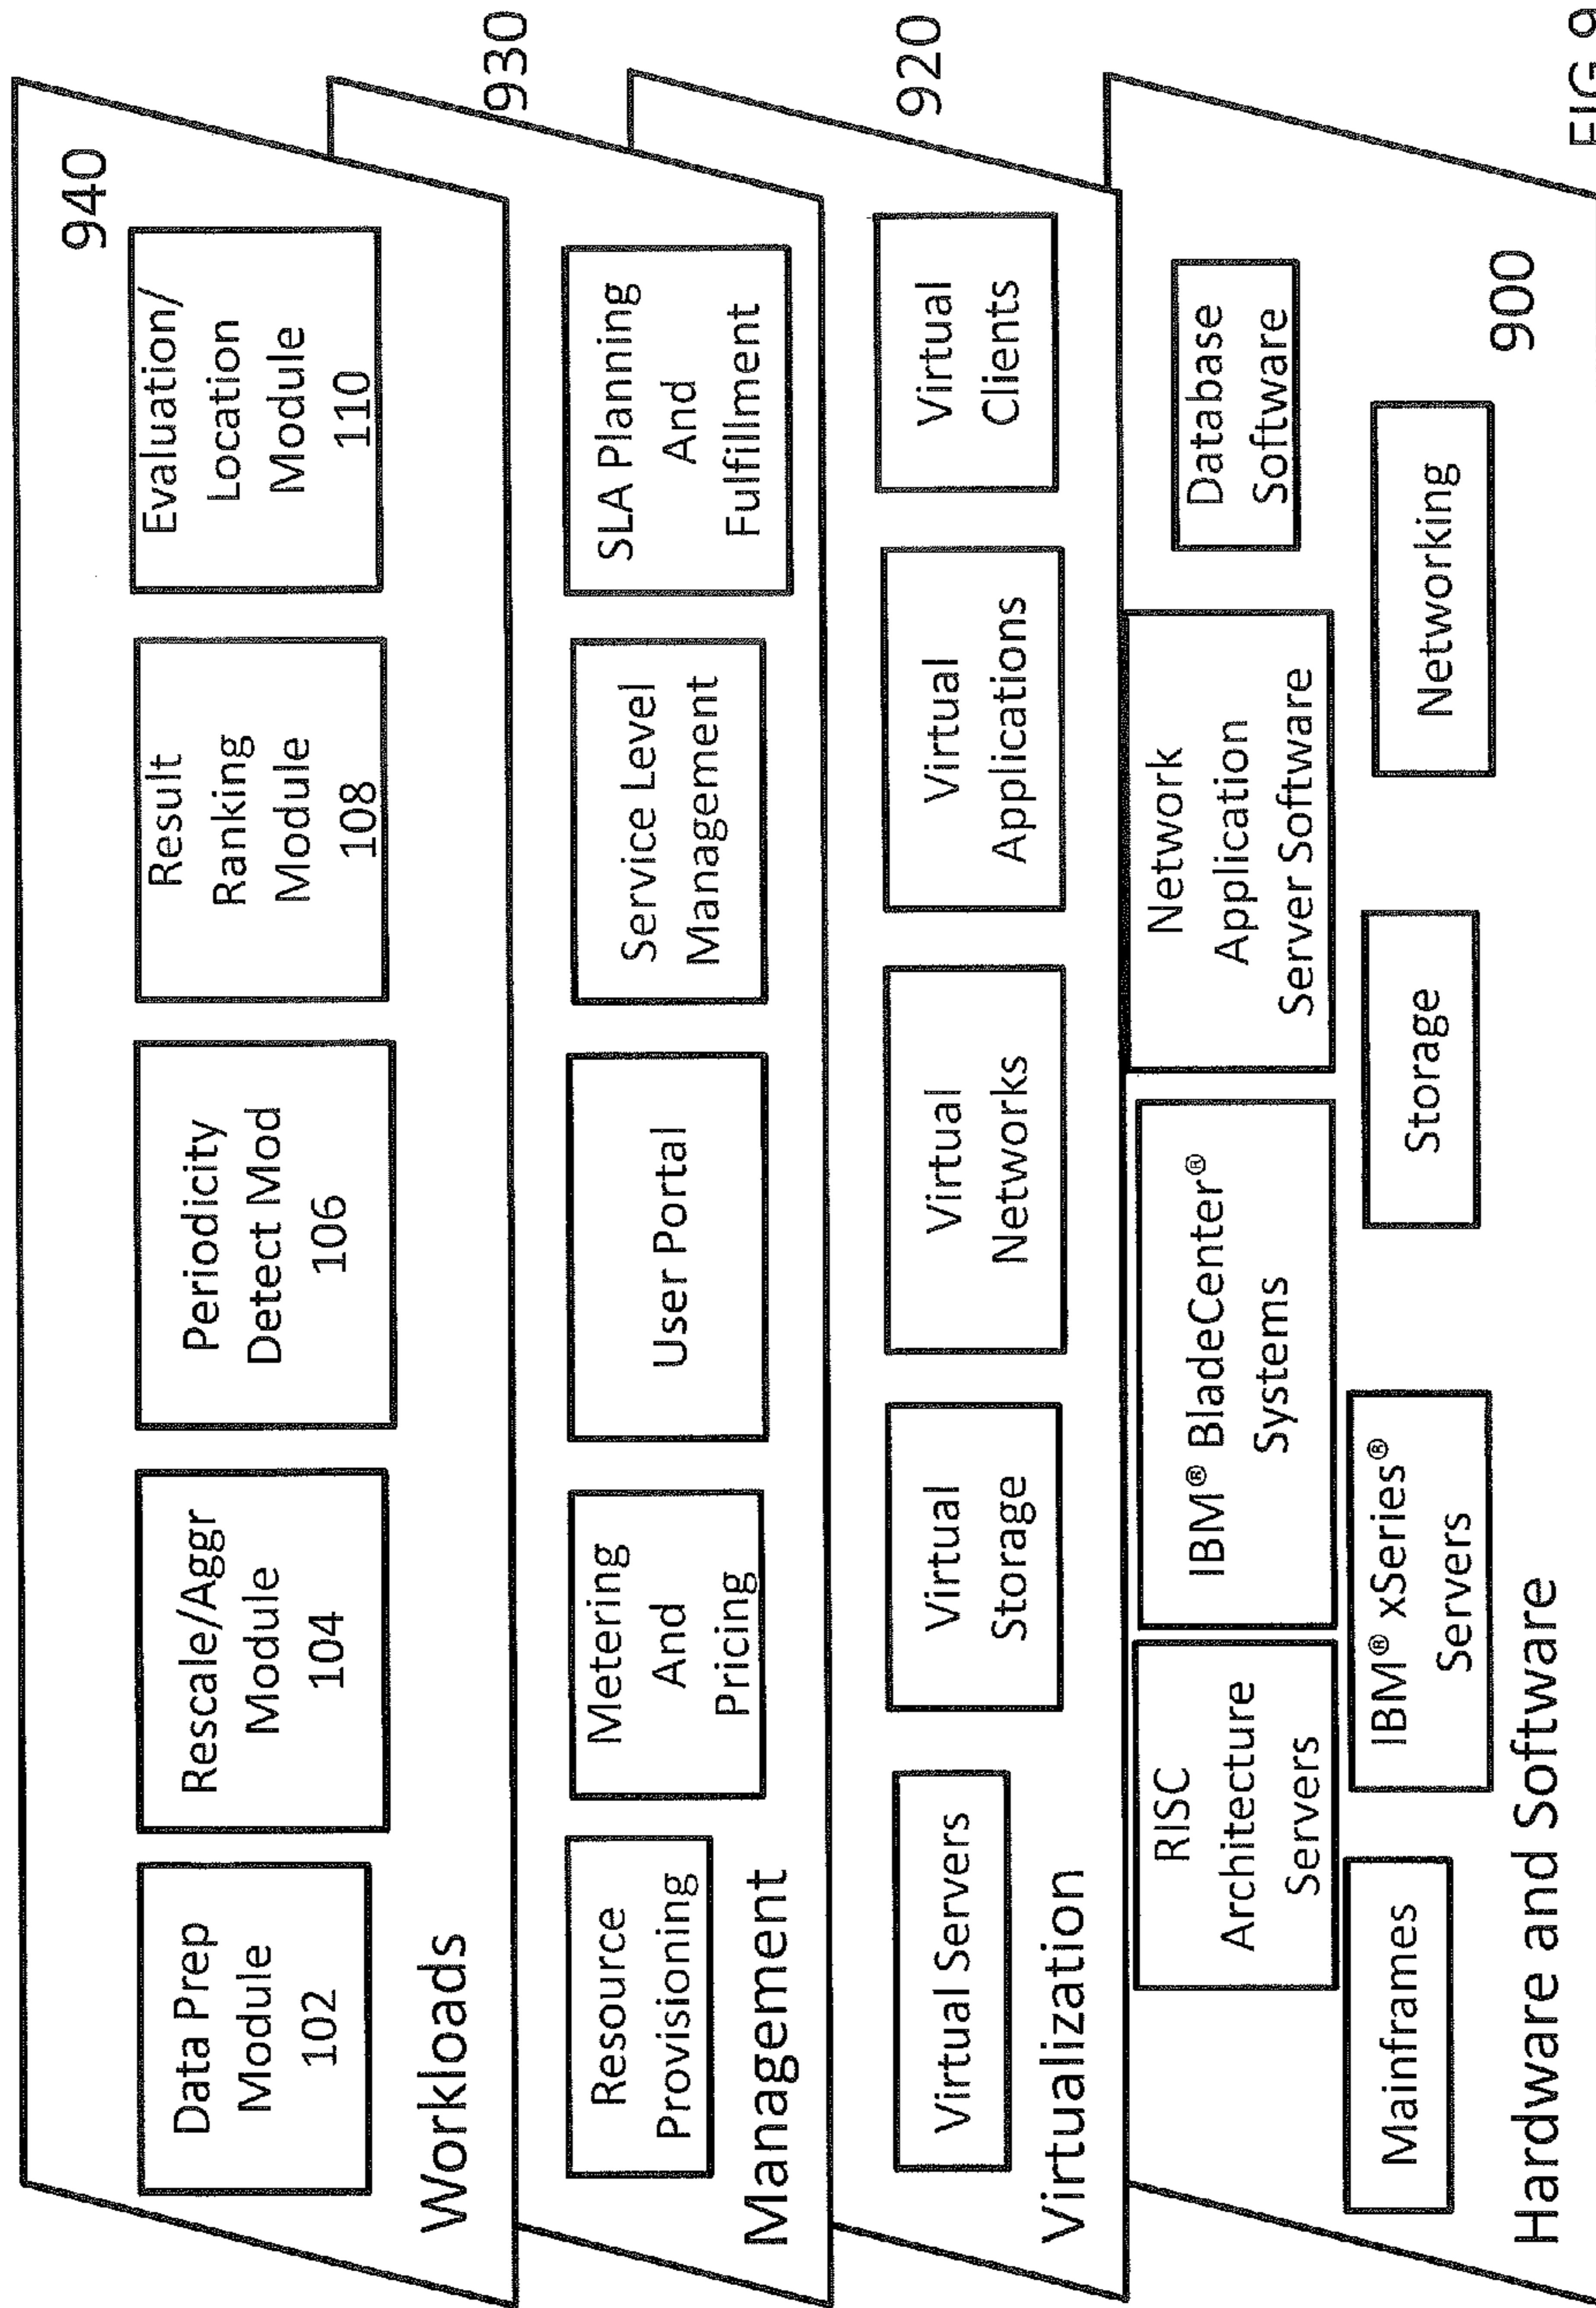 940
Data Prep
Module
102
Rescale/Aggr
Module
104
Periodicity
Detect Mod
106
Result
Ranking
Module
108
Evaluation/
Location
Module
110
Workloads
930
Resource
Provisioning
Metering
And
Pricing
User Portal
Service Level
Management
SLA Planning
And
Fulfillment
Management
920
Virtual Servers
Virtual
Storage
Virtual
Networks
Virtual
Applications
Virtual
Clients
Virtualization
RISC
Architecture
Servers
IBM® BladeCenter®
Systems
Network
Application
Server Software
Database
Software
Mainframes
IBM® xSeries®
Servers
Storage
Networking
900
Hardware and Software
FIG 9